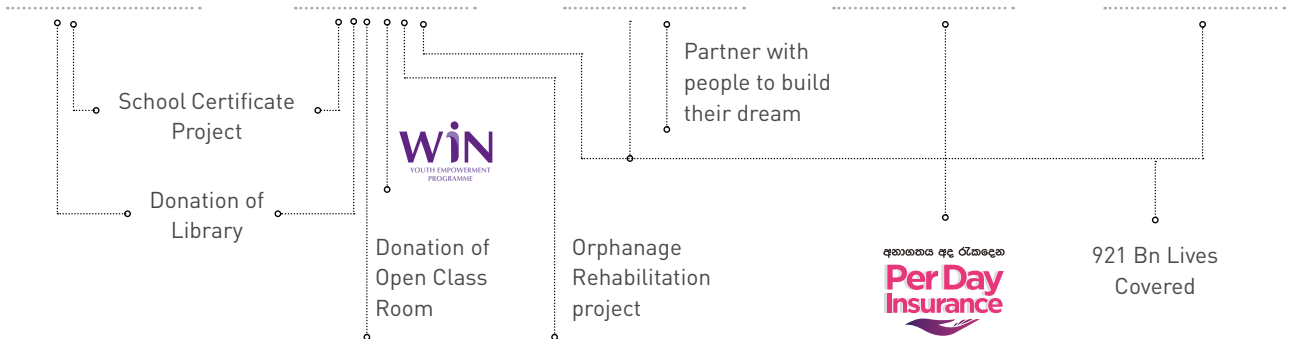 School Certificate
Project
Donation of
Library
WiN
YOUTH EMPOWERMENT
PROGRAMME
Donation of
Open Class
Room
Orphanage
Rehabilitation
project
Partner with
people to build
their dream
අනාගතය අද රැකදෙන
Per Day
Insurance
921 Bn Lives
Covered